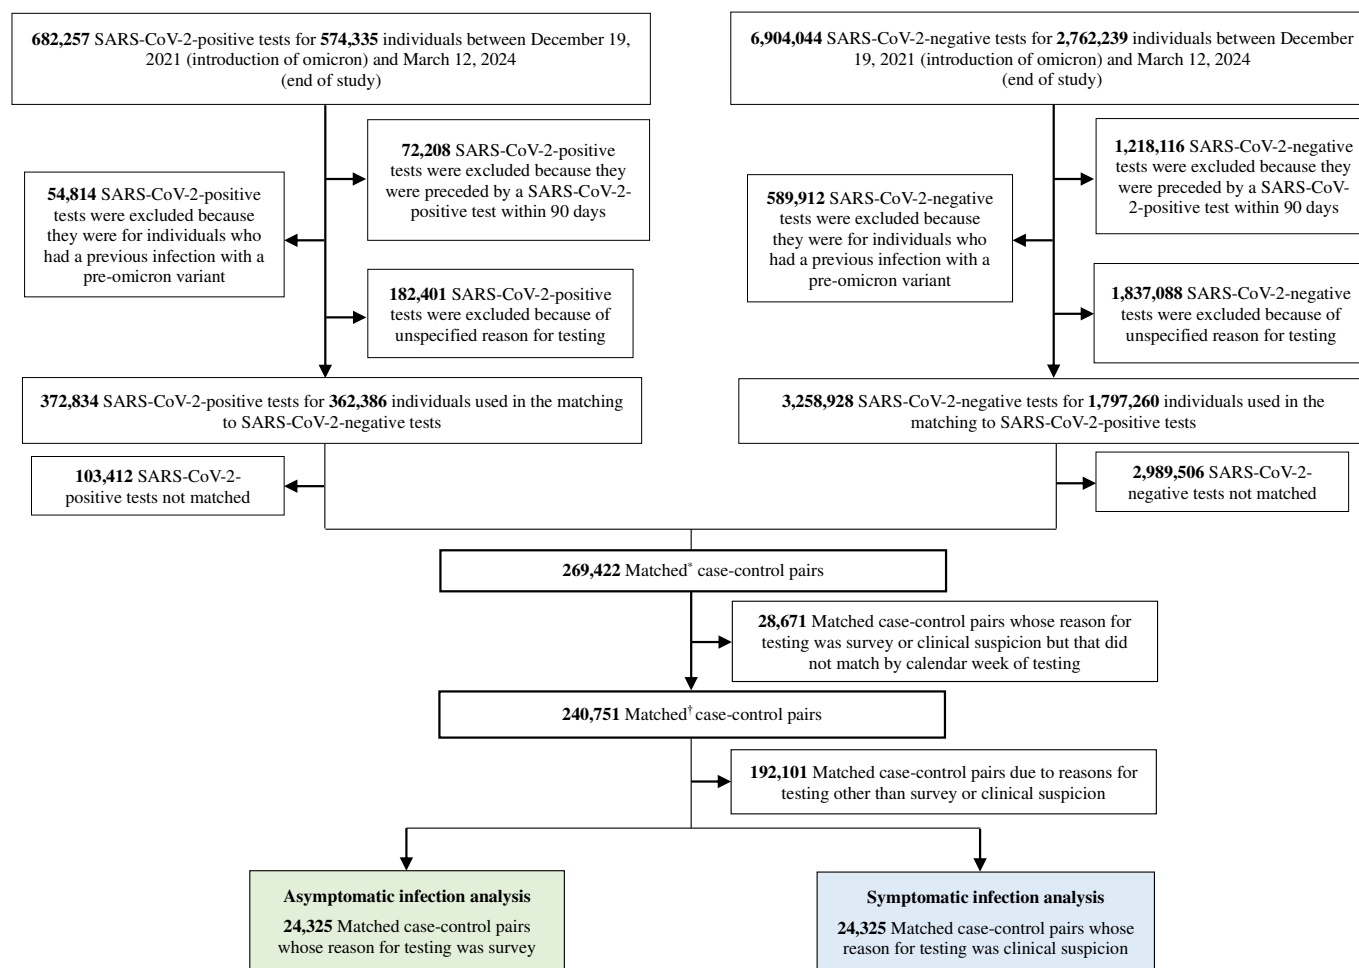 682,257 SARS-CoV-2-positive tests for 574,335 individuals between December 19,
2021 (introduction of omicron) and March 12, 2024
(end of study)
6,904,044 SARS-CoV-2-negative tests for 2,762,239 individuals between December
19, 2021 (introduction of omicron) and March 12, 2024
(end of study)
72,208 SARS-CoV-2-positive
tests were excluded because they
were preceded by a SARS-CoV-2-
positive test within 90 days
54,814 SARS-CoV-2-positive
tests were excluded because
they were for individuals who
had a previous infection with a
pre-omicron variant
182,401 SARS-CoV-2-positive
tests were excluded because of
unspecified reason for testing
1,218,116 SARS-CoV-2-negative
tests were excluded because they
were preceded by a SARS-CoV-
2-positive test within 90 days
589,912 SARS-CoV-2-negative
tests were excluded because
they were for individuals who
had a previous infection with a
pre-omicron variant
1,837,088 SARS-CoV-2-negative
tests were excluded because of
unspecified reason for testing
372,834 SARS-CoV-2-positive tests for 362,386 individuals used in the matching
to SARS-CoV-2-negative tests
3,258,928 SARS-CoV-2-negative tests for 1,797,260 individuals used in the
matching to SARS-CoV-2-positive tests
103,412 SARS-CoV-2-
positive tests not matched
2,989,506 SARS-CoV-2-
negative tests not matched
269,422 Matched* case-control pairs
28,671 Matched case-control pairs whose reason for
testing was survey or clinical suspicion but that did
not match by calendar week of testing
240,751 Matched† case-control pairs
192,101 Matched case-control pairs due to reasons for
testing other than survey or clinical suspicion
Asymptomatic infection analysis
24,325 Matched case-control pairs
whose reason for testing was survey
Symptomatic infection analysis
24,325 Matched case-control pairs whose
reason for testing was clinical suspicion